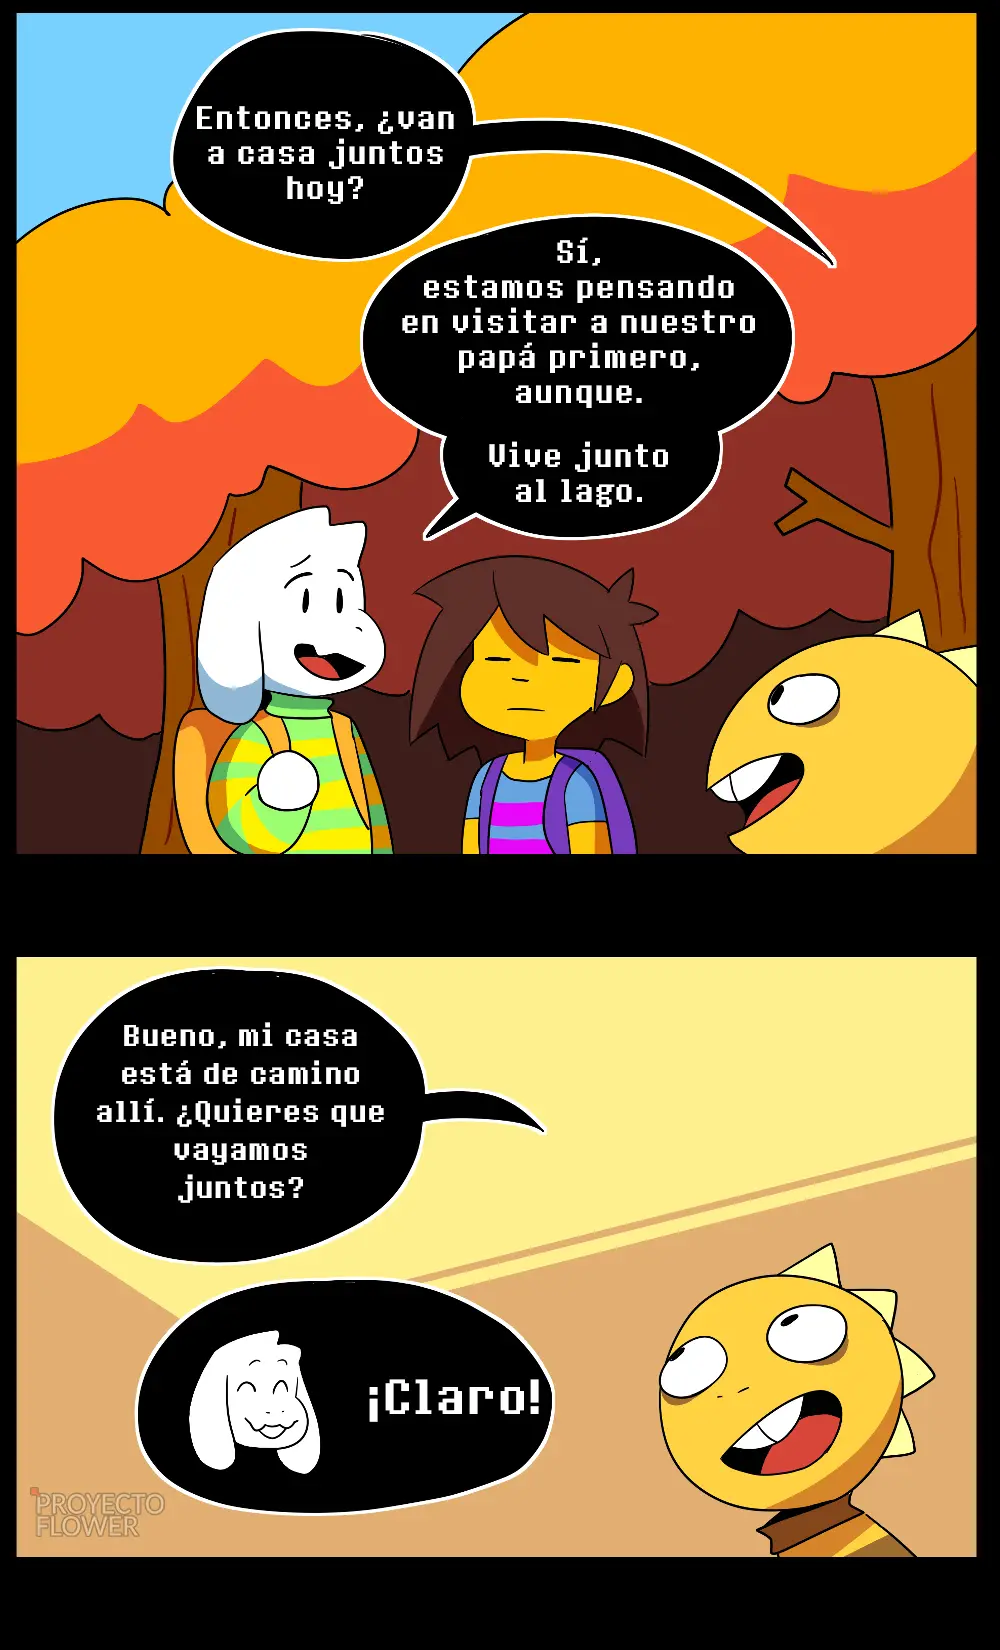 Entonces, ¿van
a casa juntos
hoy?
Sí,
estamos pensando
en visitar a nuestro
papá primero,
aunque.
Vive junto
al lago.
Bueno, mi casa
está de camino
allí. ¿Quieres que
vayamos
juntos?
¡Claro!
PROYECTO
FLOWER